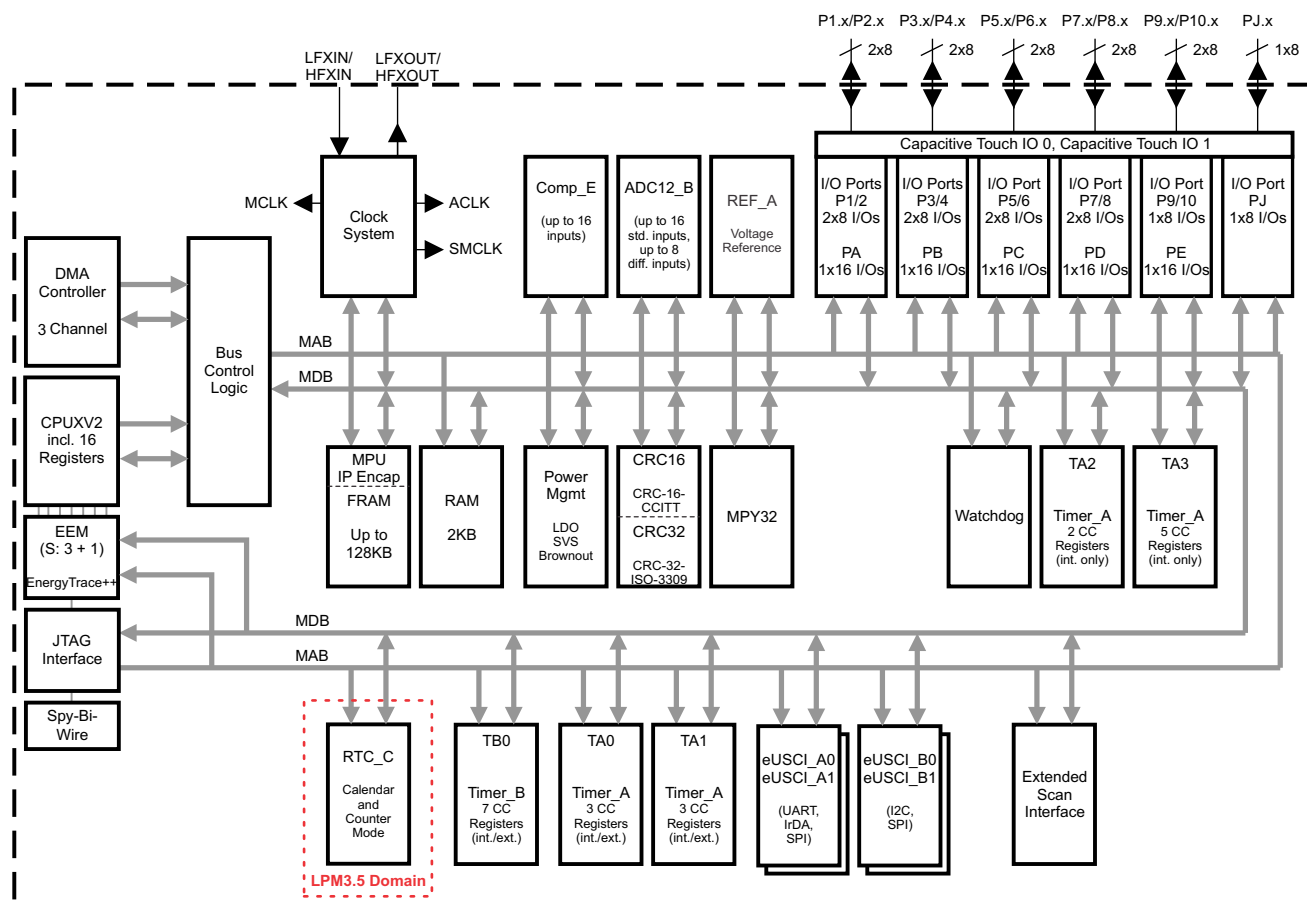 P1.x/P2.x
P3.x/P4.x
P5.x/P6.x
P7.x/P8.x
P9.x/P10.x
PJ.x
2x8
2x8
2x8
2x8
2x8
1x8
LFXIN/
HFXIN
LFXOUT/
HFXOUT
Capacitive Touch IO 0, Capacitive Touch IO 1
MCLK
Clock
System
ACLK
SMCLK
Comp_E
(up to 16
inputs)
ADC12_B
(up to 16
std. inputs,
up to 8
diff. inputs)
REF_A
Voltage
Reference
I/O Ports
P1/2
2x8 I/Os
PA
1x16 I/Os
I/O Ports
P3/4
2x8 I/Os
PB
1x16 I/Os
I/O Port
P5/6
2x8 I/Os
PC
1x16 I/Os
I/O Port
P7/8
2x8 I/Os
PD
1x16 I/Os
I/O Port
P9/10
1x8 I/Os
PE
1x16 I/Os
I/O Port
PJ
1x8 I/Os
DMA
Controller
3 Channel
Bus
Control
Logic
MAB
MDB
CPUXV2
incl. 16
Registers
MPU
IP Encap
FRAM
Up to
128KB
RAM
2KB
Power
Mgmt
LDO
SVS
Brownout
CRC16
CRC-16-
CCITT
CRC32
CRC-32-
ISO-3309
MPY32
Watchdog
TA2
Timer_A
2 CC
Registers
(int. only)
TA3
Timer_A
5 CC
Registers
(int. only)
EEM
(S: 3 + 1)
EnergyTrace++
JTAG
Interface
Spy-Bi-
Wire
MDB
MAB
RTC_C
Calendar
and
Counter
Mode
LPM3.5 Domain
TB0
Timer_B
7 CC
Registers
(int./ext.)
TA0
Timer_A
3 CC
Registers
(int./ext.)
TA1
Timer_A
3 CC
Registers
(int./ext.)
eUSCI_A0
eUSCI_A1
(UART,
IrDA,
SPI)
eUSCI_B0
eUSCI_B1
(I2C,
SPI)
Extended
Scan
Interface